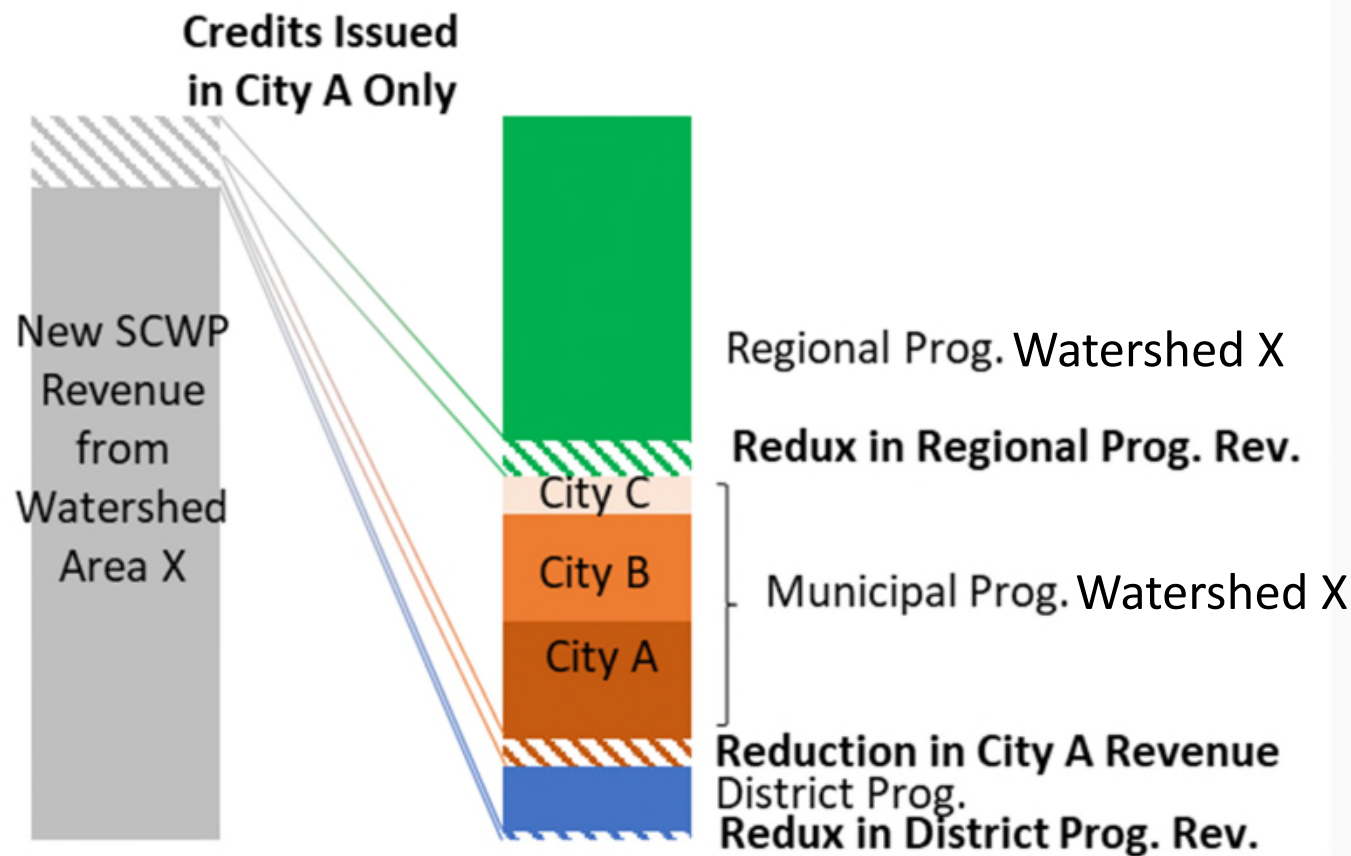 Credits Issued
in City A Only
New SCWP
Revenue
from
Watershed
Area X
Regional Prog. Watershed X
Redux in Regional Prog. Rev.
City C
City B
City A
Municipal Prog. Watershed X
Reduction in City A Revenue
District Prog.
Redux in District Prog. Rev.